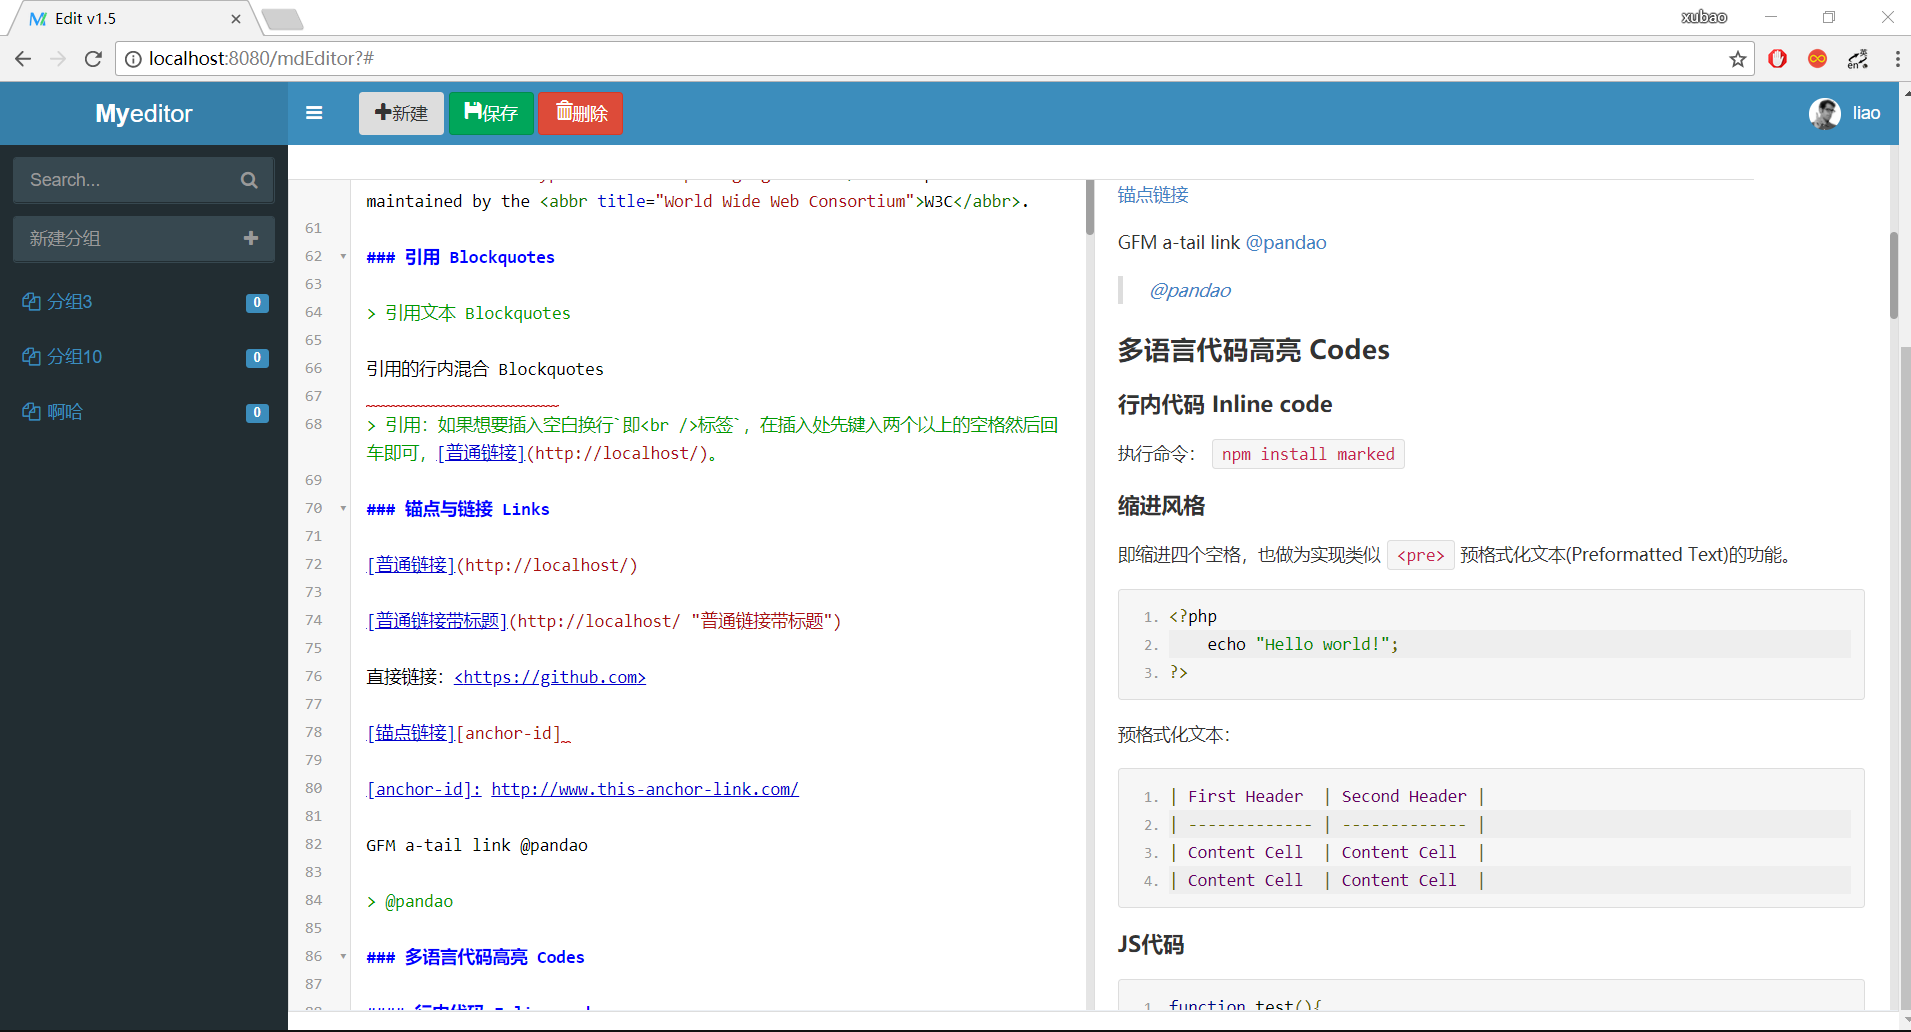 Edit v1.5
xubao
localhost:8080/mdEditor?#
Myeditor
新建
保存
删除
liao
Search...
新建分组
分组3
0
分组10
0
啊哈
0
maintained by the <abbr title="World Wide Web Consortium">W3C</abbr>.
61
62 ### 引用 Blockquotes
63
64 > 引用文本 Blockquotes
65
66 引用的行内混合 Blockquotes
67
68 > 引用：如果想要插入空白换行`即<br />标签`，在插入处先键入两个以上的空格然后回
车即可，[普通链接](http://localhost/)。
69
70 ### 锚点与链接 Links
71
72 [普通链接](http://localhost/)
73
74 [普通链接带标题](http://localhost/ "普通链接带标题")
75
76 直接链接：<https://github.com>
77
78 [锚点链接][anchor-id]
79
80 [anchor-id]: http://www.this-anchor-link.com/
81
82 GFM a-tail link @pandao
83
84 > @pandao
85
86 ### 多语言代码高亮 Codes
87
锚点链接
GFM a-tail link @pandao
@pandao
多语言代码高亮 Codes
行内代码 Inline code
执行命令： npm install marked
缩进风格
即缩进四个空格，也做为实现类似 <pre> 预格式化文本(Preformatted Text)的功能。
1. <?php
2. echo "Hello world!";
3. ?>
预格式化文本：
1. | First Header | Second Header |
2. | ------------- | ------------- |
3. | Content Cell | Content Cell |
4. | Content Cell | Content Cell |
JS代码
1. function test(){